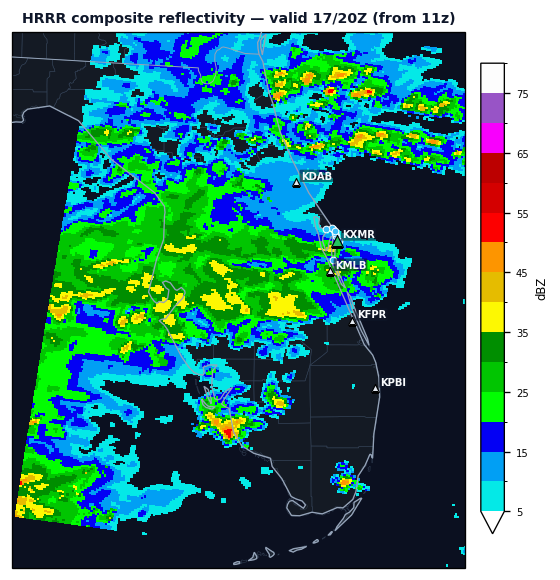 HRRR composite reflectivity — valid 17/20Z (from 11z)
KDAB
KXMR
KMLB
KFPR
KPBI
75
65
55
45
35
25
15
5
dBZ